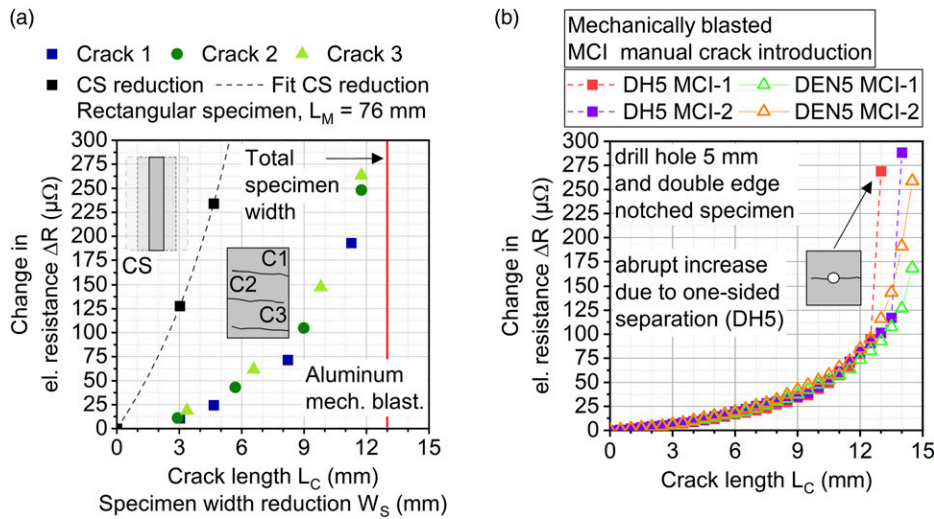 (a)
Crack 1 Crack 2 Crack 3
CS reduction Fit CS reduction
Rectangular specimen, L_M = 76 mm
300
275
250
225
200
175
150
125
100
75
50
25
0
Change in
el. resistance ΔR (µΩ)
CS
Total
specimen
width
C1
C2
C3
Aluminum
mech. blast.
0 3 6 9 12 15
Crack length L_C (mm)
Specimen width reduction W_S (mm)
(b)
Mechanically blasted
MCI manual crack introduction
DH5 MCI-1 DEN5 MCI-1
DH5 MCI-2 DEN5 MCI-2
300
275
250
225
200
175
150
125
100
75
50
25
0
Change in
el. resistance ΔR (µΩ)
drill hole 5 mm
and double edge
notched specimen
abrupt increase
due to one-sided
separation (DH5)
0 3 6 9 12 15
Crack length L_C (mm)